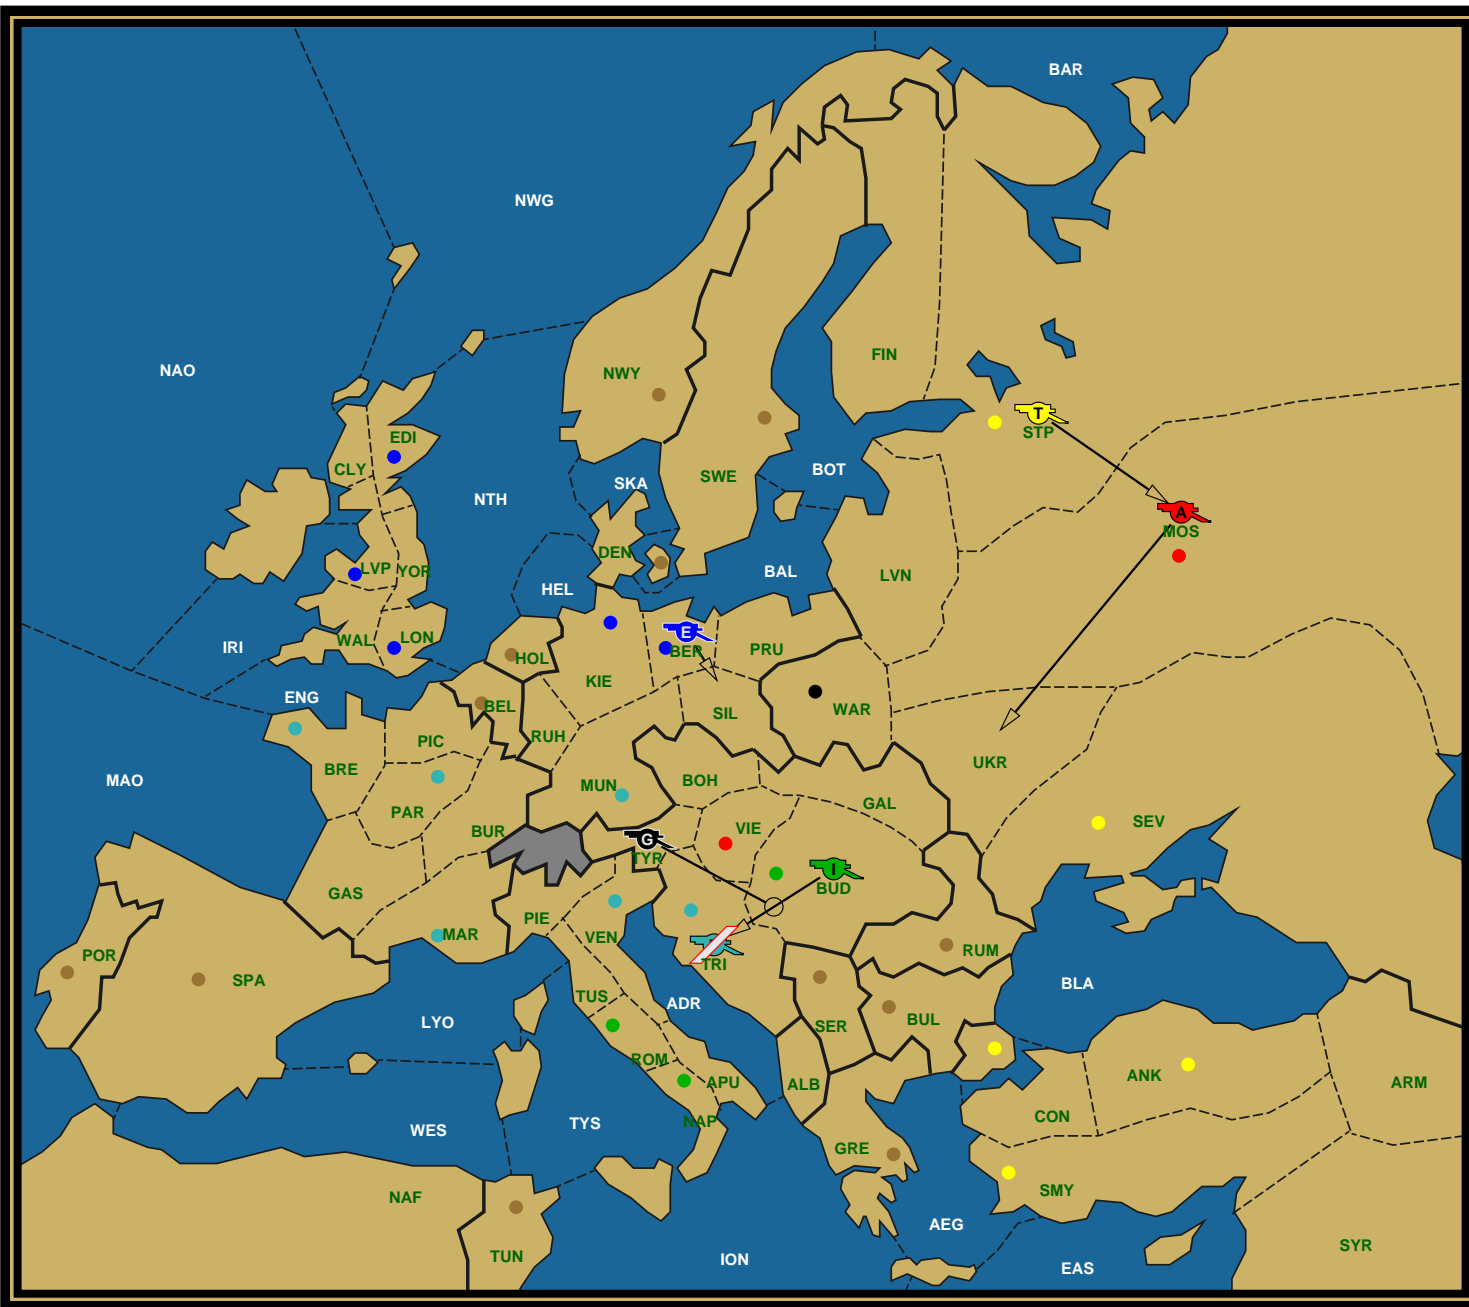 BAR
NWG
NAO
FIN
NWY
T
STP
EDI
CLY
SKA
BOT
SWE
NTH
A
MOS
DEN
LVP
YOR
HEL
BAL
LVN
IRI
WAL
LON
E
BER
PRU
HOL
KIE
ENG
BEL
SIL
WAR
PIC
RUH
BRE
UKR
MAO
MUN
BOH
GAL
PAR
BUR
VIE
SEV
G
TYR
I
BUD
GAS
PIE
MAR
VEN
TRI
RUM
POR
SPA
BLA
TUS
ADR
LYO
SER
BUL
ROM
APU
ALB
ANK
ARM
CON
NAP
WES
TYS
GRE
NAF
SMY
AEG
TUN
ION
SYR
EAS